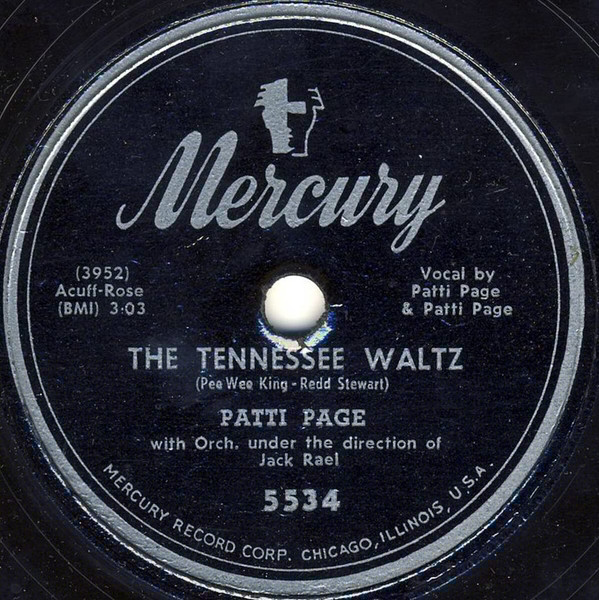 Mercury
(3952)
Acuff-Rose
(BMI) 3:03
Vocal by
Patti Page
& Patti Page
THE TENNESSEE WALTZ
(Pee Wee King - Redd Stewart)
PATTI PAGE
with Orch. under the direction of
Jack Rael
5534
MERCURY RECORD CORP. CHICAGO, ILLINOIS, U.S.A.